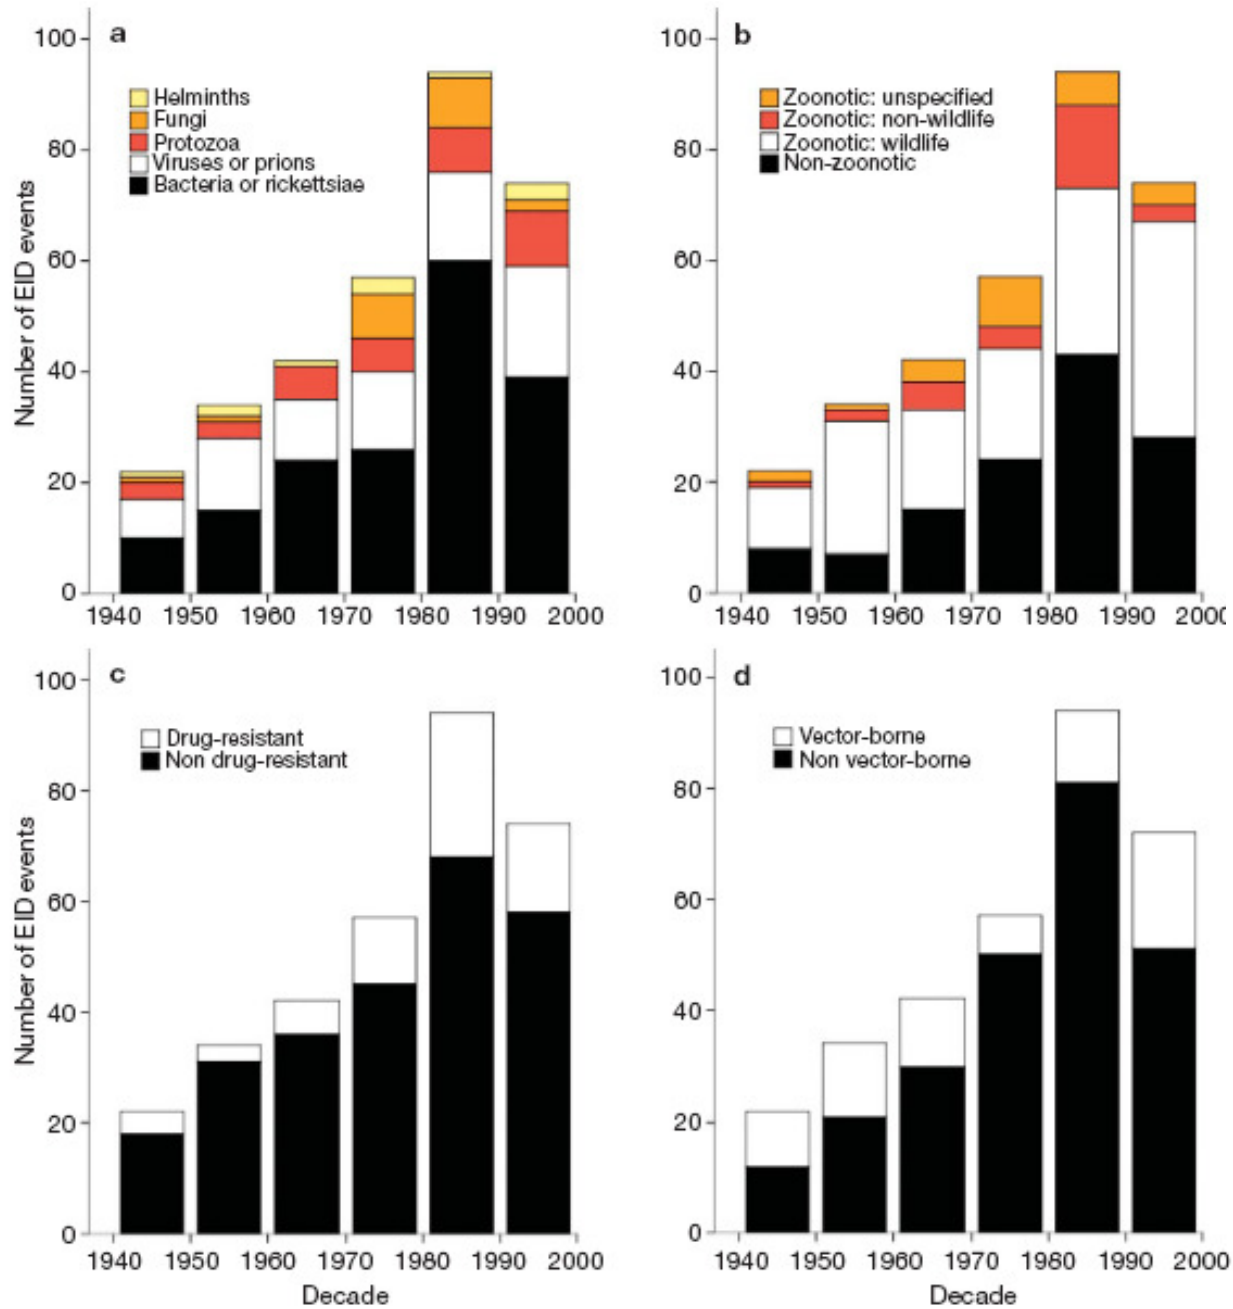 a
100
80
60
40
20
0
Number of EID events
Helminths
Fungi
Protozoa
Viruses or prions
Bacteria or rickettsiae
1940 1950 1960 1970 1980 1990 2000
b
100
80
60
40
20
0
Zoonotic: unspecified
Zoonotic: non-wildlife
Zoonotic: wildlife
Non-zoonotic
1940 1950 1960 1970 1980 1990 2000
c
100
80
60
40
20
0
Number of EID events
Drug-resistant
Non drug-resistant
1940 1950 1960 1970 1980 1990 2000
Decade
d
100
80
60
40
20
0
Vector-borne
Non vector-borne
1940 1950 1960 1970 1980 1990 2000
Decade